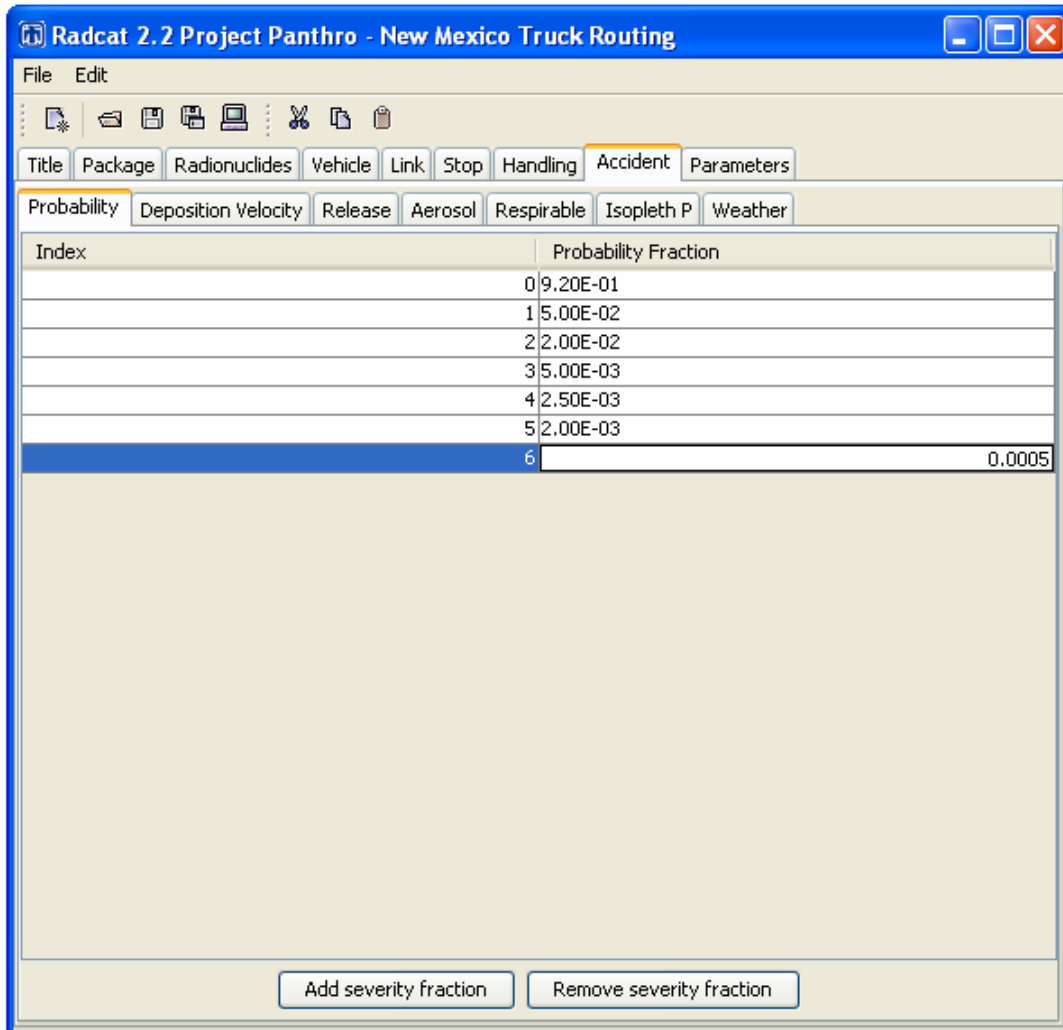 Radcat 2.2 Project Panthro - New Mexico Truck Routing
File Edit
Title Package Radionuclides Vehicle Link Stop Handling Accident Parameters
Probability Deposition Velocity Release Aerosol Respirable Isopleth P Weather
Index Probability Fraction
0 9.20E-01
1 5.00E-02
2 2.00E-02
3 5.00E-03
4 2.50E-03
5 2.00E-03
6 0.0005
Add severity fraction Remove severity fraction